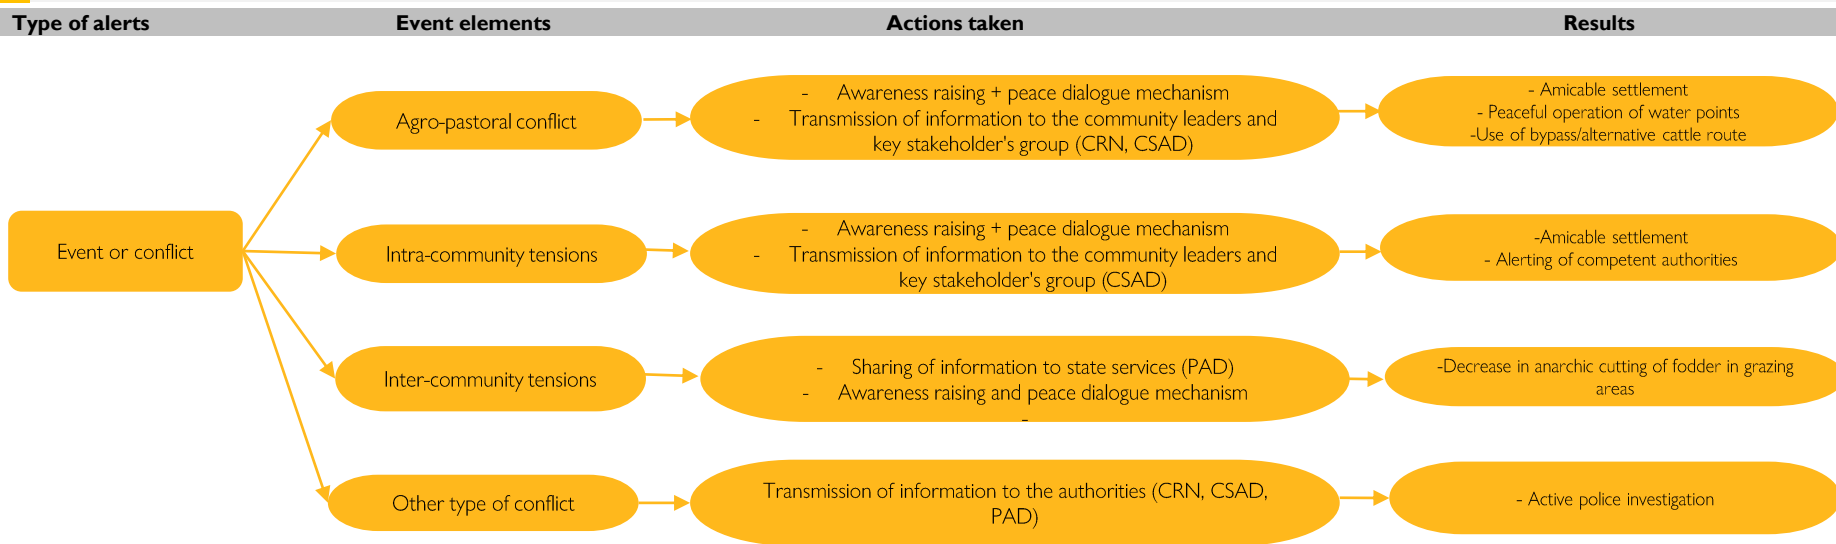 Type of alerts
Event elements
Actions taken
Results
Event or conflict
Agro-pastoral conflict
- Awareness raising + peace dialogue mechanism
- Transmission of information to the community leaders and
key stakeholder's group (CRN, CSAD)
- Amicable settlement
- Peaceful operation of water points
-Use of bypass/alternative cattle route
Intra-community tensions
- Awareness raising + peace dialogue mechanism
- Transmission of information to the community leaders and
key stakeholder's group (CSAD)
-Amicable settlement
- Alerting of competent authorities
Inter-community tensions
- Sharing of information to state services (PAD)
- Awareness raising and peace dialogue mechanism
-
-Decrease in anarchic cutting of fodder in grazing
areas
Other type of conflict
Transmission of information to the authorities (CRN, CSAD,
PAD)
- Active police investigation